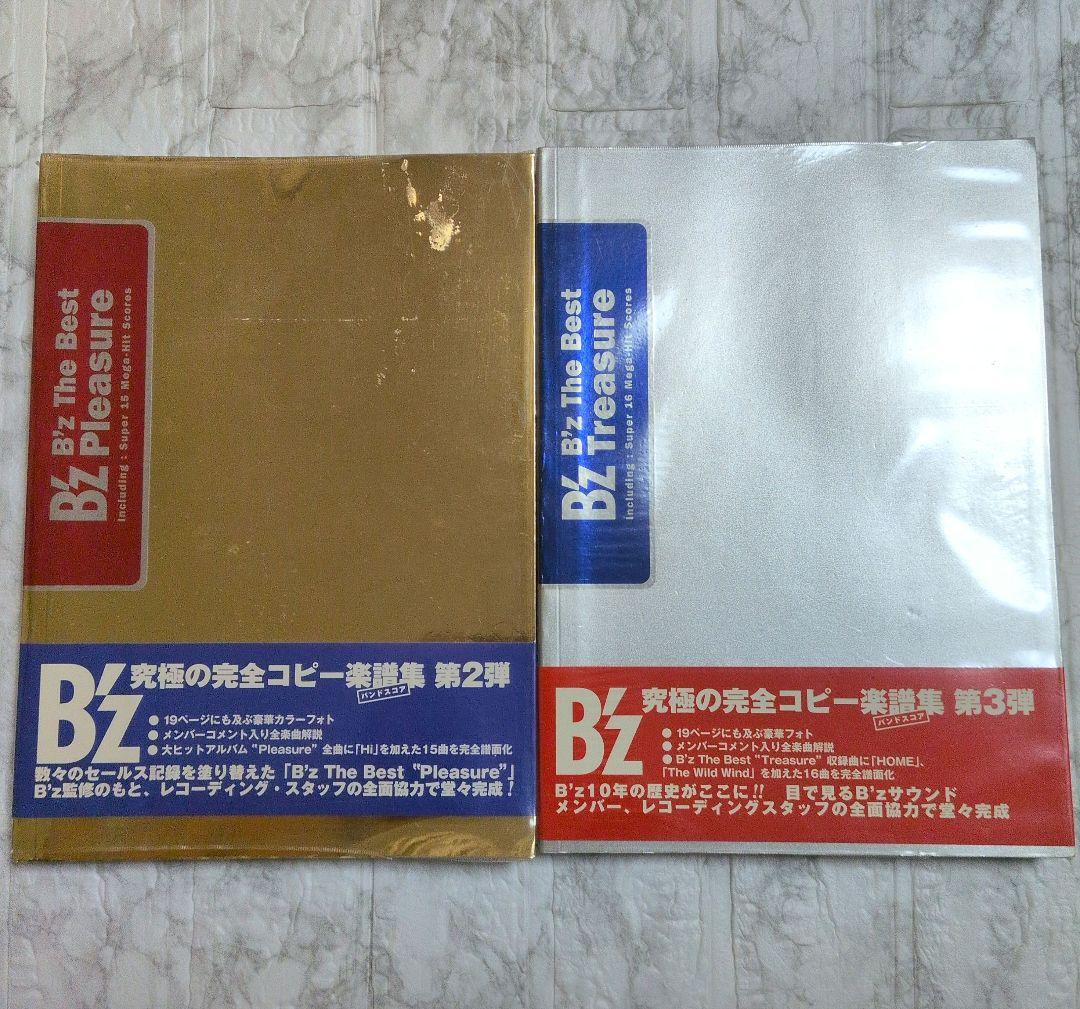 B'z The Best
B'z Pleasure
including : Super 15 Mega-Hit Scores
B'z 究極の完全コピー楽譜集 第2弾
バンドスコア
● 19ページにも及ぶ豪華カラーフォト
● メンバーコメント入り全楽曲解説
● 大ヒットアルバム "Pleasure" 全曲に「Hi」を加えた15曲を完全譜面化
数々のセールス記録を塗り替えた「B'z The Best "Pleasure"」
B'z監修のもと、レコーディング・スタッフの全面協力で堂々完成!
B'z The Best
B'z Treasure
including : Super 16 Mega-Hit Scores
B'z 究極の完全コピー楽譜集 第3弾
バンドスコア
● 19ページにも及ぶ豪華フォト
● メンバーコメント入り全楽曲解説
● B'z The Best "Treasure" 収録曲に「HOME」、
「The Wild Wind」を加えた16曲を完全譜面化
B'z10年の歴史がここに!! 目で見るB'zサウンド
メンバー、レコーディングスタッフの全面協力で堂々完成